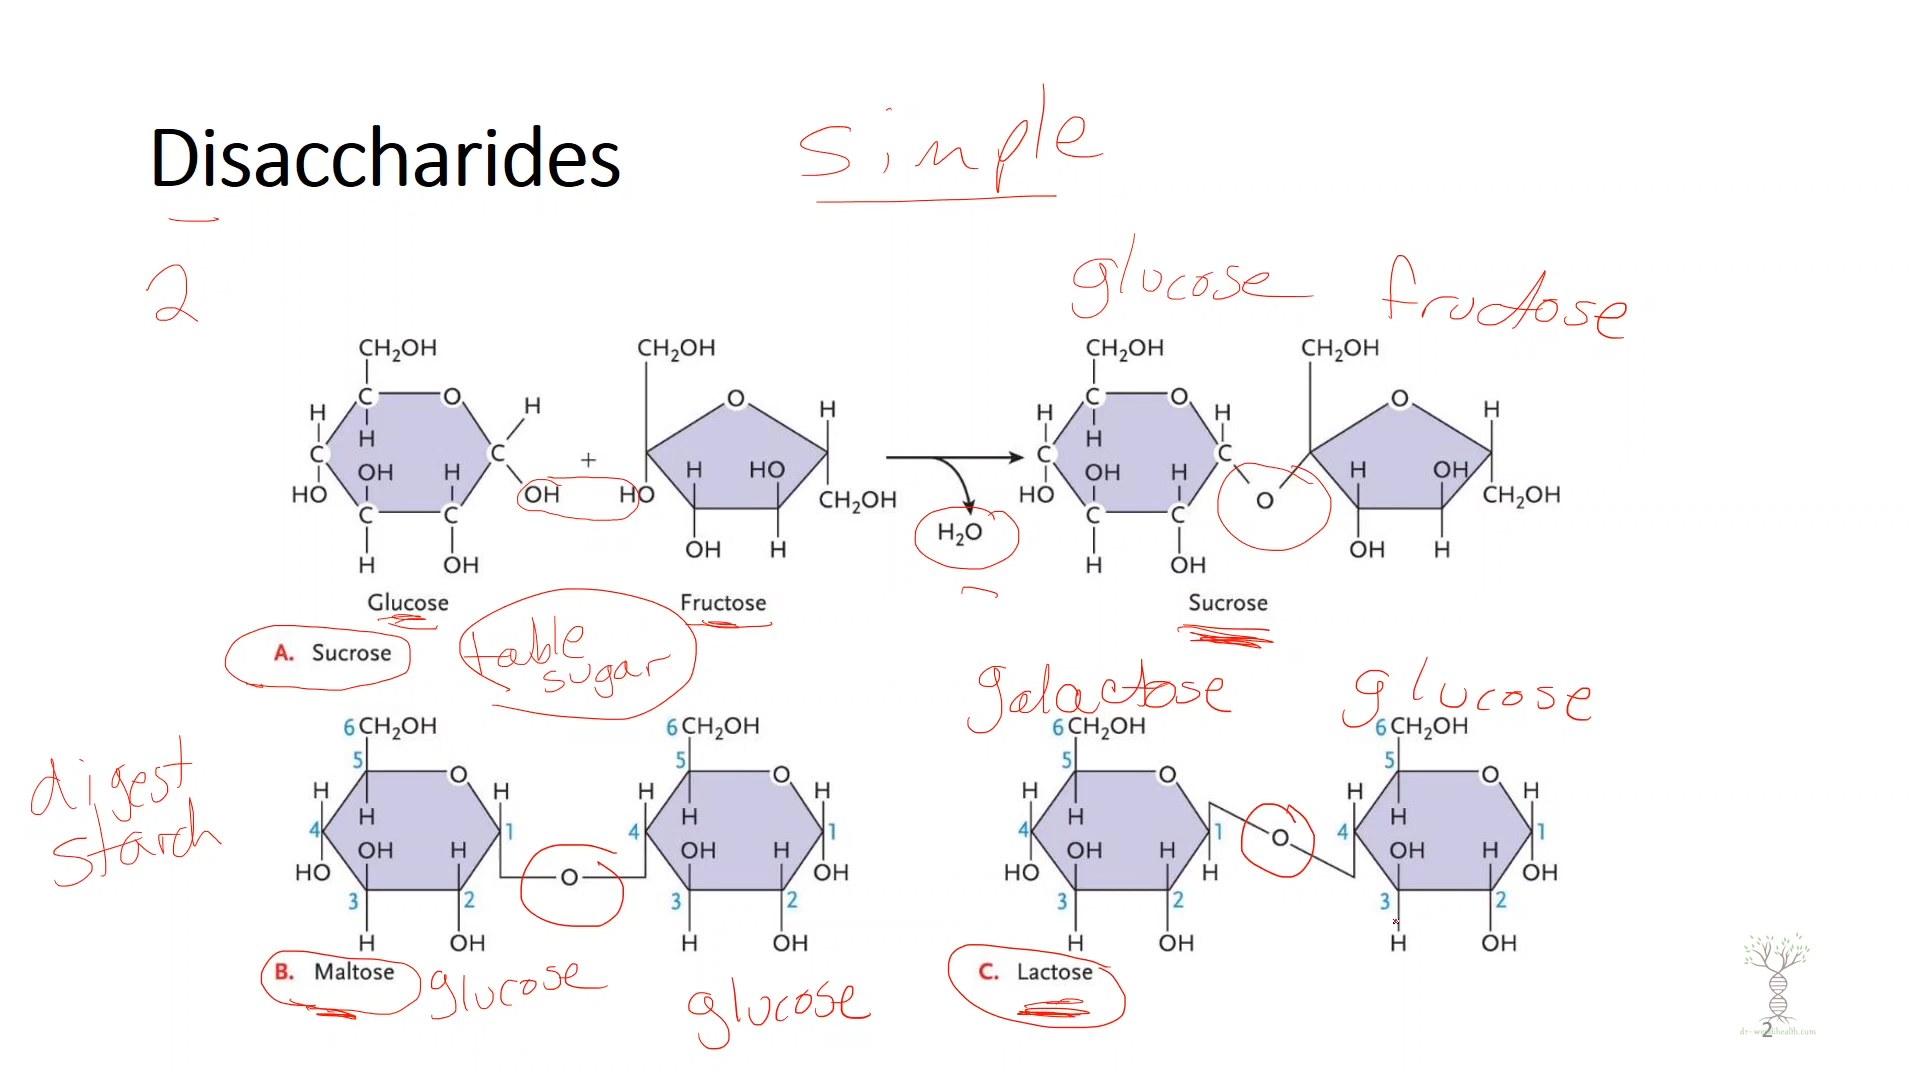 Disaccharides
simple
2
glucose fructose
CH₂OH CH₂OH CH₂OH CH₂OH
C O H O H C O H O H
H H H H
C C + H HO C C H OH
HO OH H OH HO CH₂OH HO OH H O CH₂OH
C C H₂O C C
H OH OH H H OH OH H
Glucose Fructose Sucrose
A. Sucrose
table
sugar
galactose glucose
6 CH₂OH 6 CH₂OH 6 CH₂OH 6 CH₂OH
digest
starch
5 O 5 O 5 O 5 O
H H H H H H H H
H H H H
4 1 4 1 4 1 O 4 1
OH H OH H OH H OH H
HO O OH HO H OH
3 2 3 2 3 2 3 2
H OH H OH H OH H OH
B. Maltose glucose glucose
C. Lactose
2